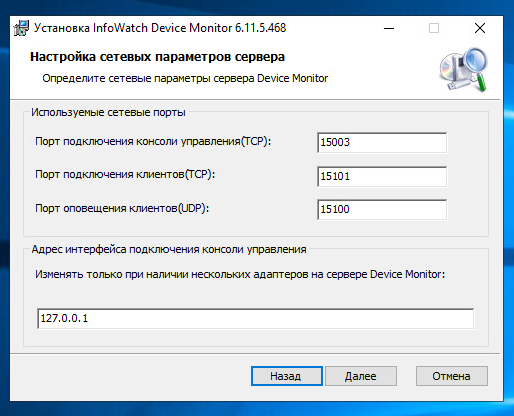 Установка InfoWatch Device Monitor 6.11.5.468
Настройка сетевых параметров сервера
Определите сетевые параметры сервера Device Monitor
Используемые сетевые порты
Порт подключения консоли управления(TCP): 15003
Порт подключения клиентов(TCP): 15101
Порт оповещения клиентов(UDP): 15100
Адрес интерфейса подключения консоли управления
Изменять только при наличии нескольких адаптеров на сервере Device Monitor:
127.0.0.1
Назад Далее Отмена